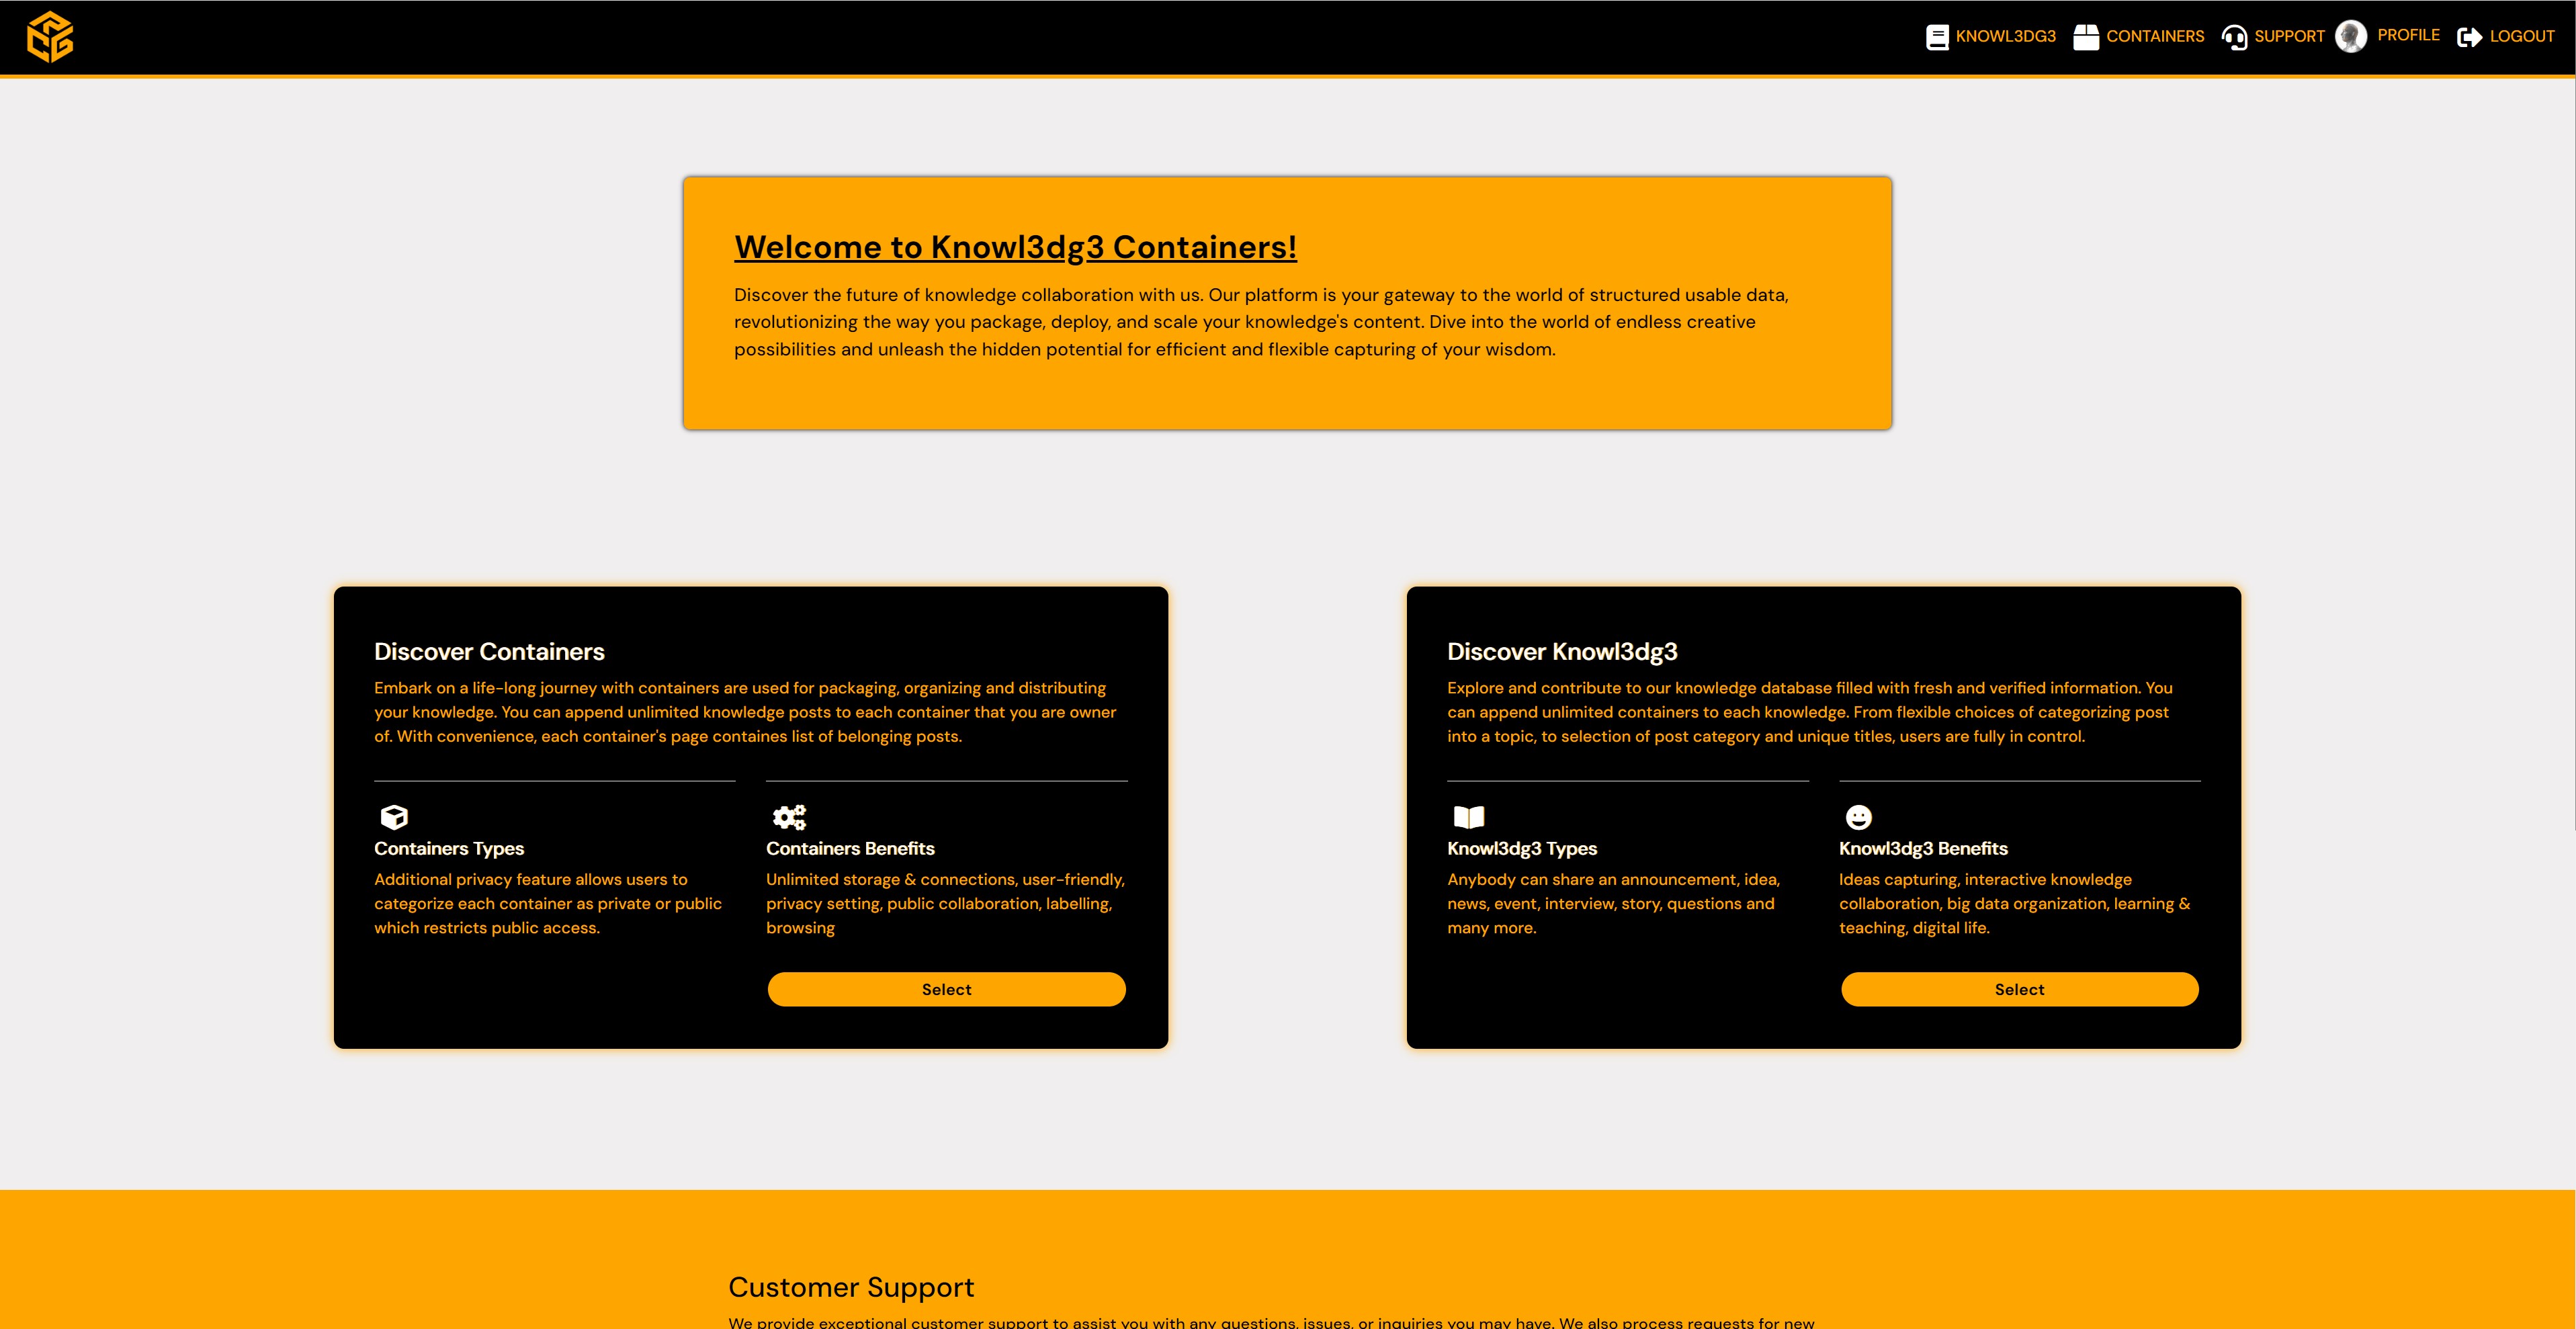 KNOWL3DG3 CONTAINERS SUPPORT PROFILE LOGOUT
Welcome to Knowl3dg3 Containers!
Discover the future of knowledge collaboration with us. Our platform is your gateway to the world of structured usable data,
revolutionizing the way you package, deploy, and scale your knowledge's content. Dive into the world of endless creative
possibilities and unleash the hidden potential for efficient and flexible capturing of your wisdom.
Discover Containers
Embark on a life-long journey with containers are used for packaging, organizing and distributing
your knowledge. You can append unlimited knowledge posts to each container that you are owner
of. With convenience, each container's page containes list of belonging posts.
Containers Types
Additional privacy feature allows users to
categorize each container as private or public
which restricts public access.
Containers Benefits
Unlimited storage & connections, user-friendly,
privacy setting, public collaboration, labelling,
browsing
Select
Discover Knowl3dg3
Explore and contribute to our knowledge database filled with fresh and verified information. You
can append unlimited containers to each knowledge. From flexible choices of categorizing post
into a topic, to selection of post category and unique titles, users are fully in control.
Knowl3dg3 Types
Anybody can share an announcement, idea,
news, event, interview, story, questions and
many more.
Knowl3dg3 Benefits
Ideas capturing, interactive knowledge
collaboration, big data organization, learning &
teaching, digital life.
Select
Customer Support
We provide exceptional customer support to assist you with any questions, issues, or inquiries you may have. We also process requests for new